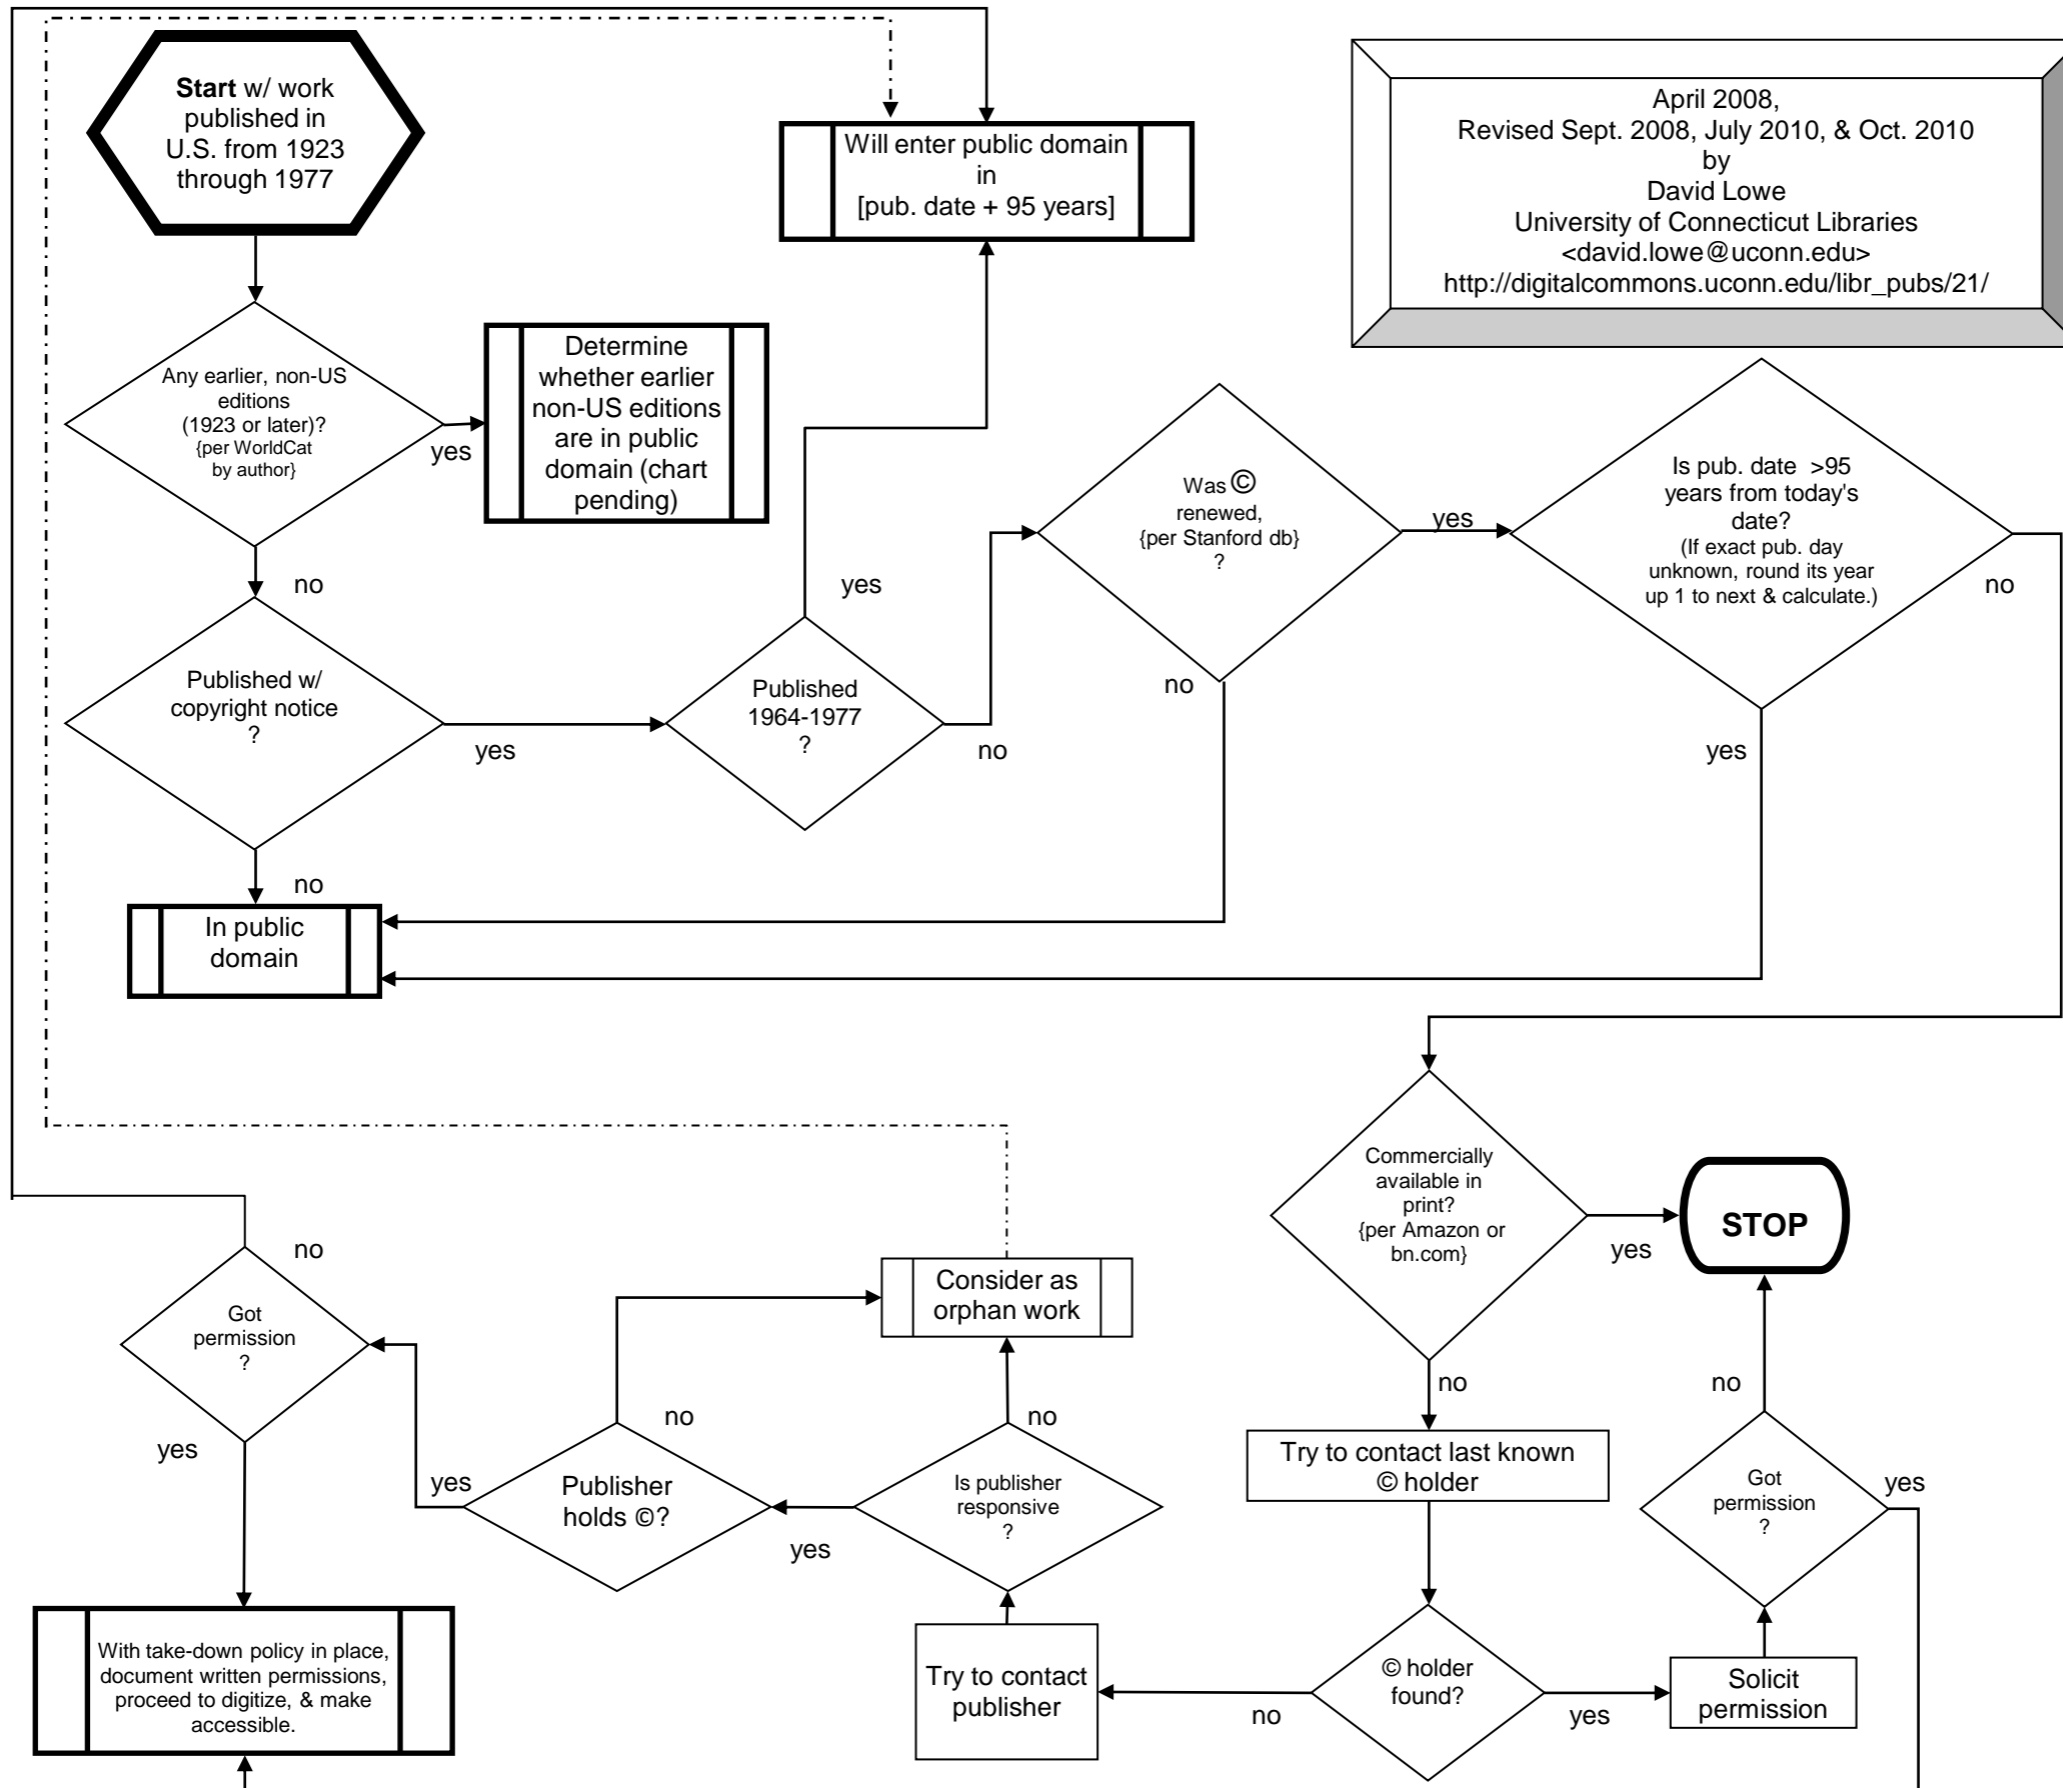 Start w/ work
published in
U.S. from 1923
through 1977
Will enter public domain
in
[pub. date + 95 years]
April 2008,
Revised Sept. 2008, July 2010, & Oct. 2010
by
David Lowe
University of Connecticut Libraries
<david.lowe@uconn.edu>
http://digitalcommons.uconn.edu/libr_pubs/21/
Any earlier, non-US
editions
(1923 or later)?
{per WorldCat
by author}
yes
Determine
whether earlier
non-US editions
are in public
domain (chart
pending)
no
Published w/
copyright notice
?
yes
no
Published
1964-1977
?
yes
no
Was ©
renewed,
{per Stanford db}
?
yes
no
Is pub. date >95
years from today's
date?
(If exact pub. day
unknown, round its year
up 1 to next & calculate.)
no
yes
In public
domain
Commercially
available in
print?
{per Amazon or
bn.com}
yes
STOP
no
Try to contact last known
© holder
© holder
found?
yes
Solicit
permission
Got
permission
?
no
yes
no
Try to contact
publisher
Is publisher
responsive
?
no
Consider as
orphan work
yes
Publisher
holds ©?
no
yes
Got
permission
?
no
yes
With take-down policy in place,
document written permissions,
proceed to digitize, & make
accessible.